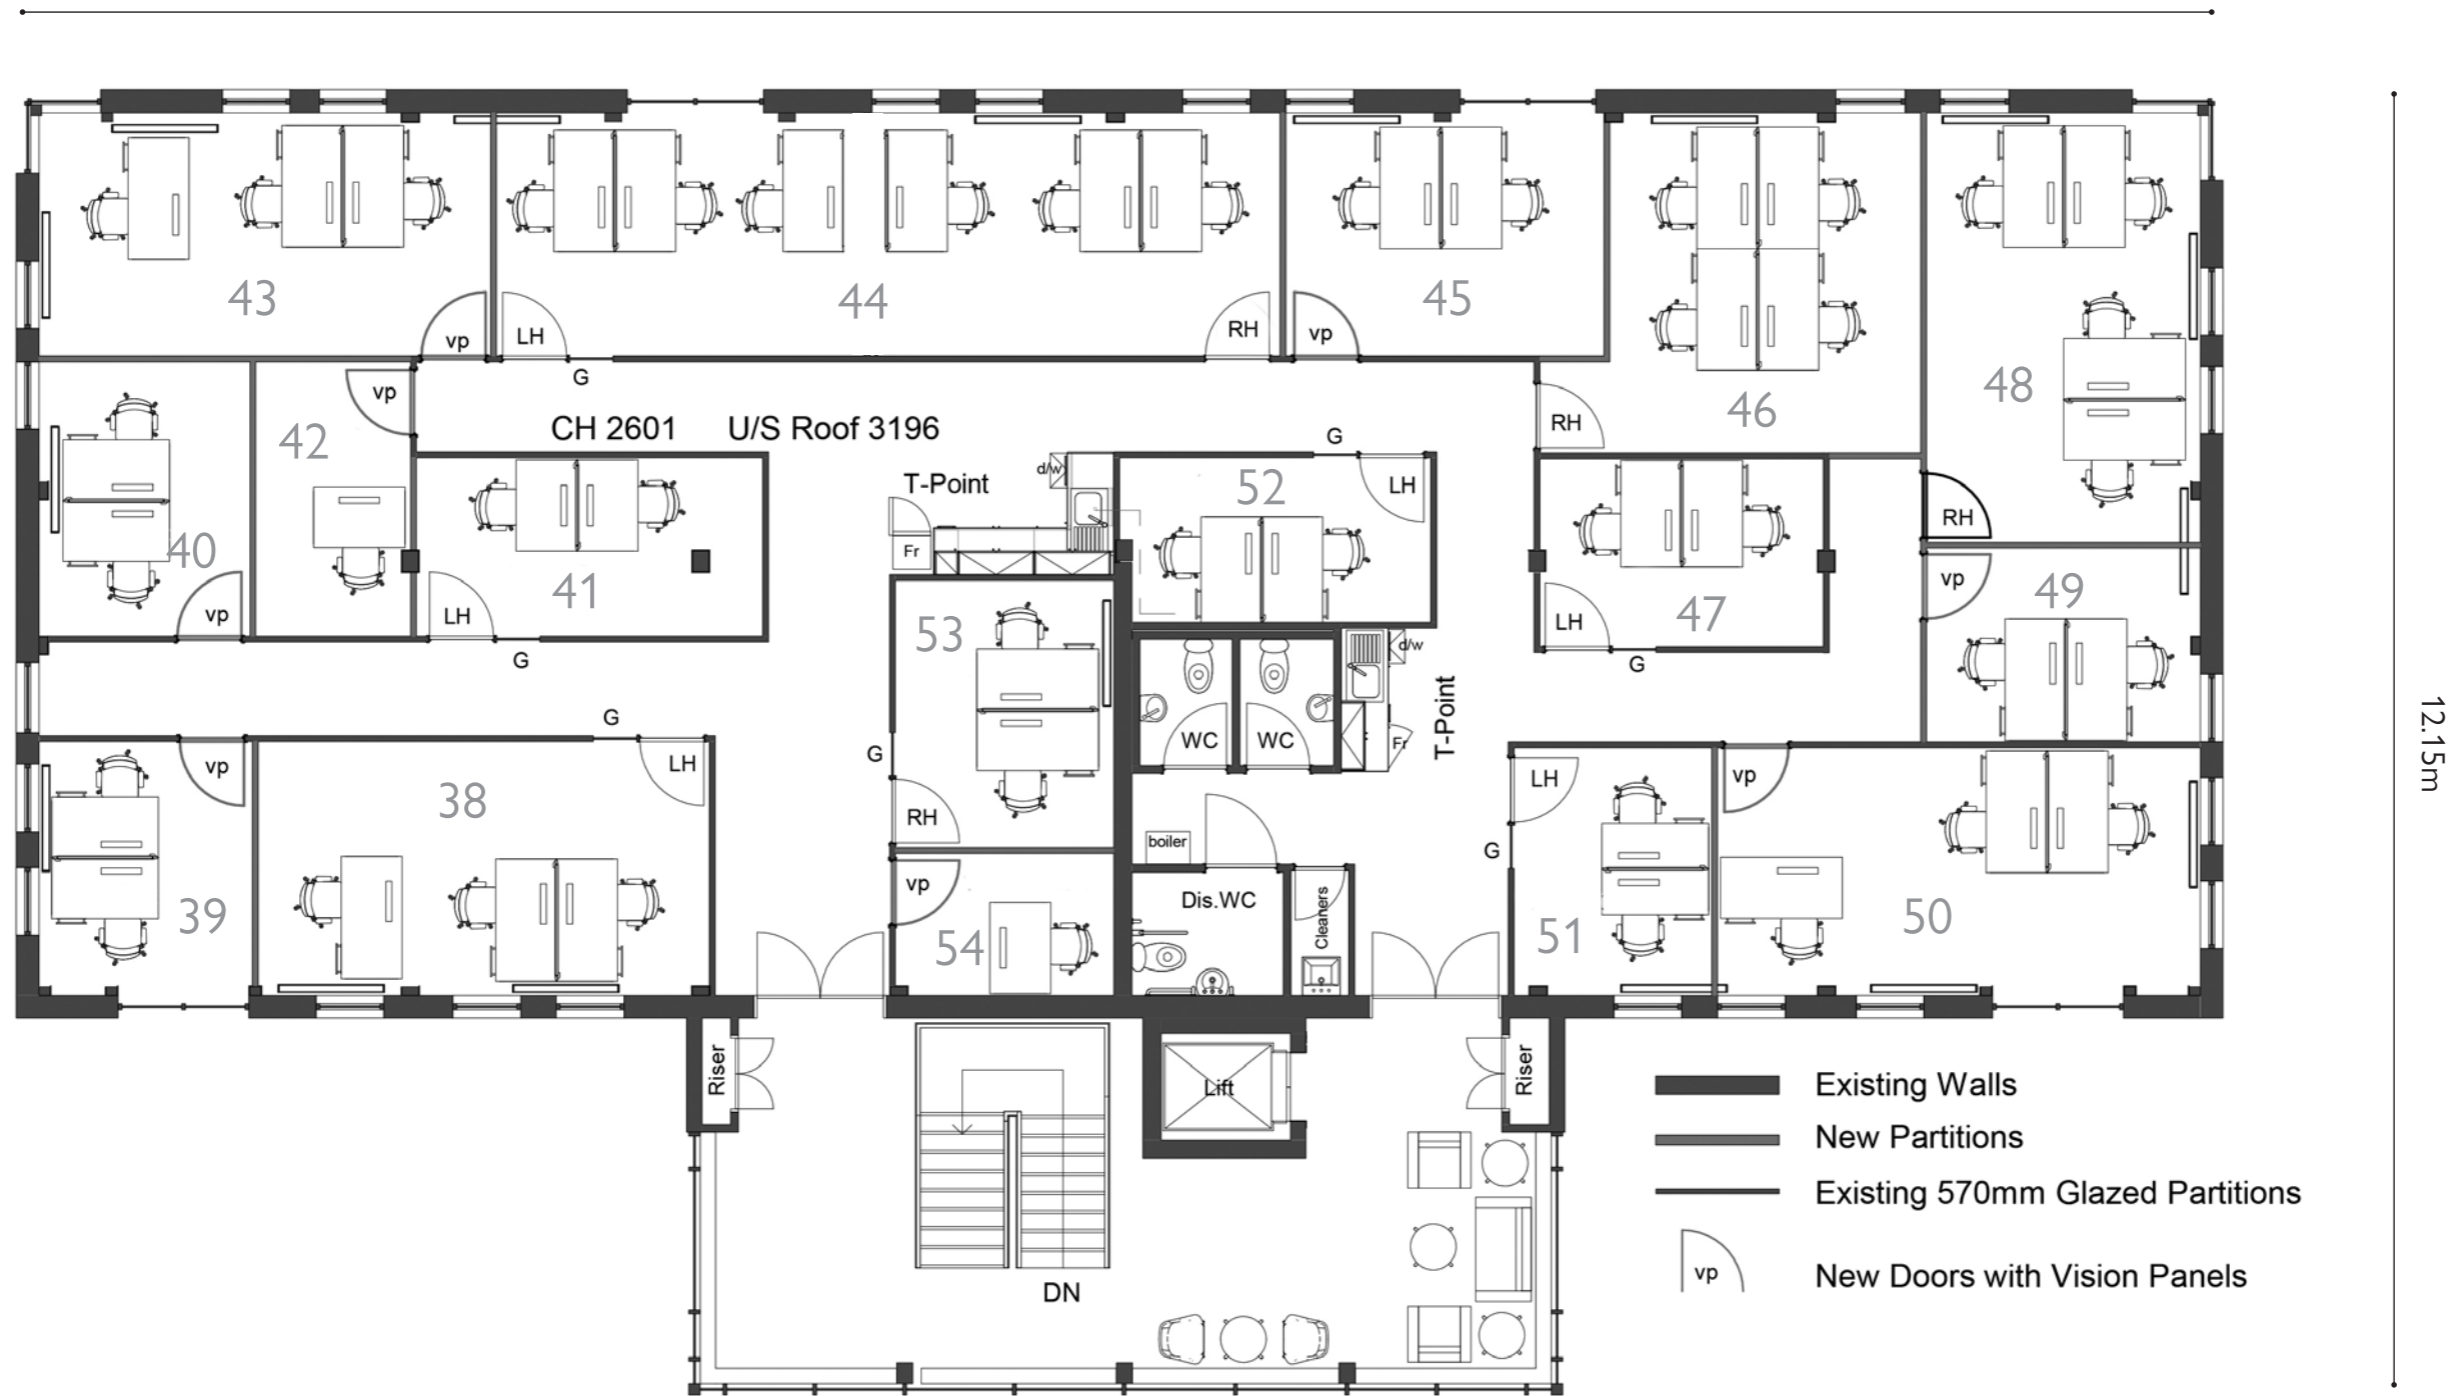 43
44
45
46
48
vp
LH
RH
vp
G
vp
42
CH 2601
U/S Roof 3196
RH
G
T-Point
d/w
52
LH
RH
40
Fr
vp
49
vp
LH
41
LH
47
G
53
d/w
G
T-Point
12.15m
G
WC
WC
Fr
vp
LH
G
LH
vp
38
RH
boiler
G
39
vp
54
Dis.WC
Cleaners
51
50
Riser
Lift
Riser
DN
Existing Walls
New Partitions
Existing 570mm Glazed Partitions
vp
New Doors with Vision Panels